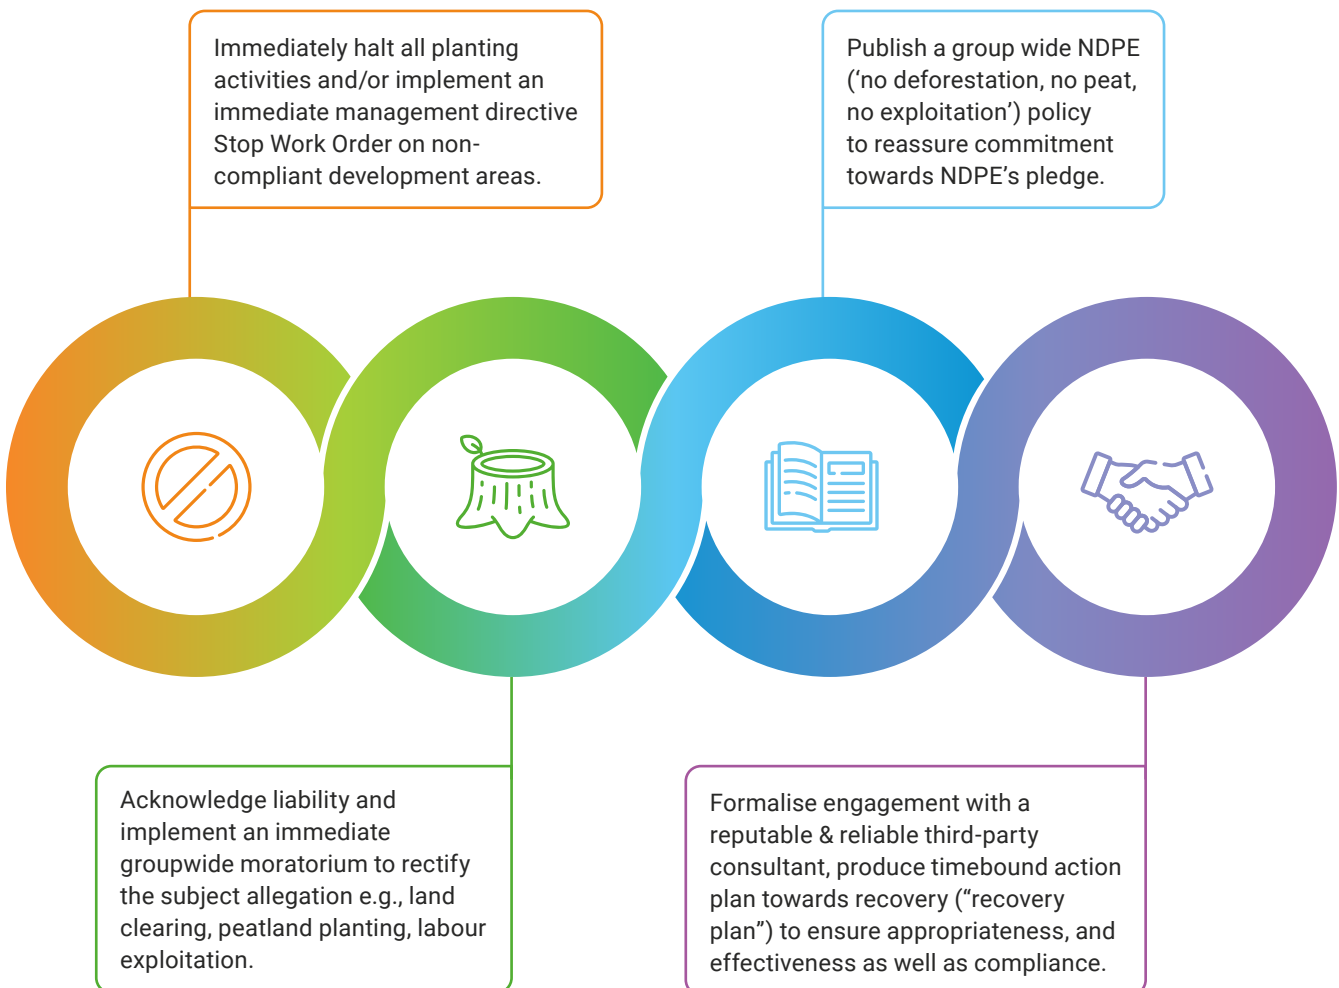 Immediately halt all planting
activities and/or implement an
immediate management directive
Stop Work Order on non-
compliant development areas.
Publish a group wide NDPE
(‘no deforestation, no peat,
no exploitation’) policy
to reassure commitment
towards NDPE’s pledge.
Acknowledge liability and
implement an immediate
groupwide moratorium to rectify
the subject allegation e.g., land
clearing, peatland planting, labour
exploitation.
Formalise engagement with a
reputable & reliable third-party
consultant, produce timebound action
plan towards recovery (“recovery
plan”) to ensure appropriateness, and
effectiveness as well as compliance.